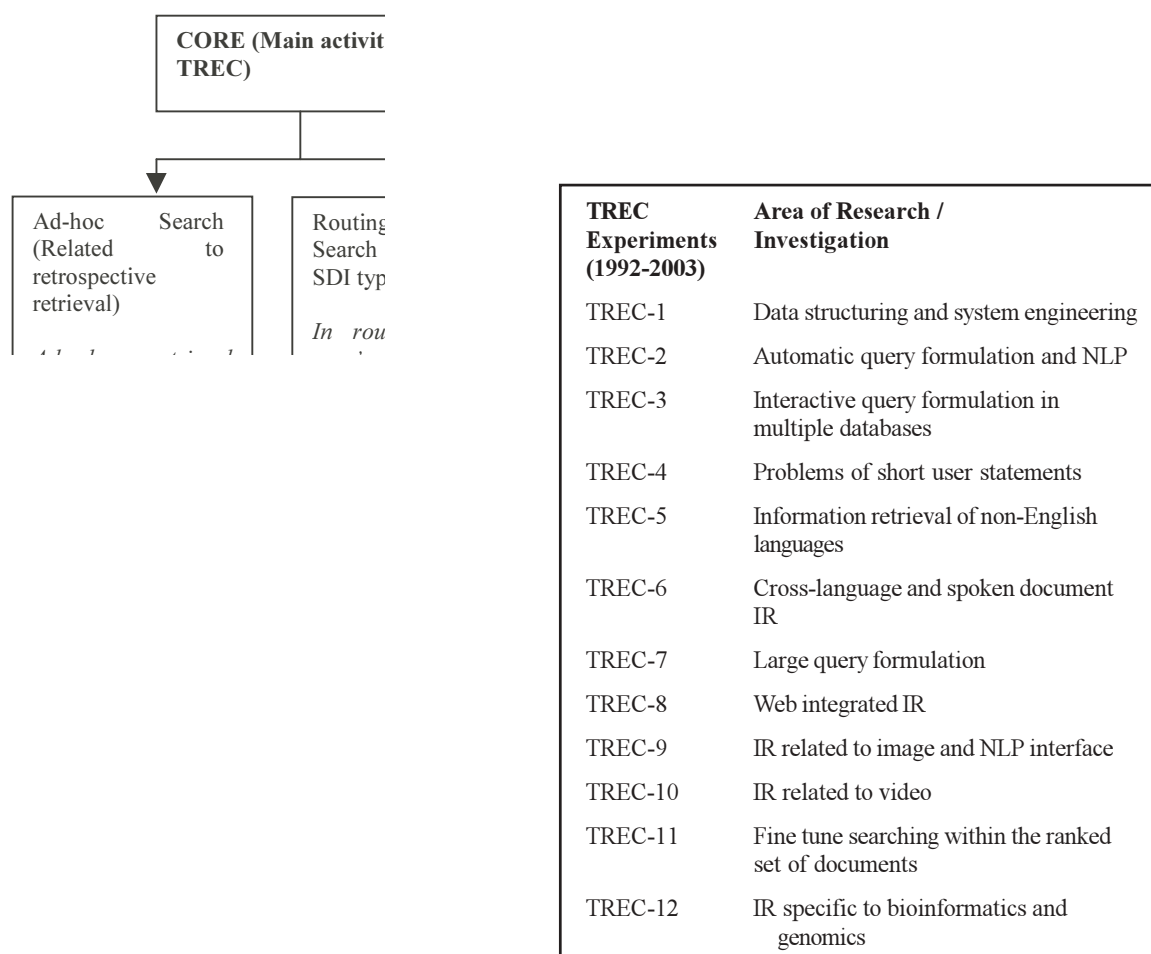 CORE (Main activit
TREC)
Ad-hoc Search
(Related to
retrospective
retrieval)
Routing
Search
SDI typ
In rou
TREC
Experiments
(1992-2003)
Area of Research /
Investigation
TREC-1 Data structuring and system engineering
TREC-2 Automatic query formulation and NLP
TREC-3 Interactive query formulation in
multiple databases
TREC-4 Problems of short user statements
TREC-5 Information retrieval of non-English
languages
TREC-6 Cross-language and spoken document
IR
TREC-7 Large query formulation
TREC-8 Web integrated IR
TREC-9 IR related to image and NLP interface
TREC-10 IR related to video
TREC-11 Fine tune searching within the ranked
set of documents
TREC-12 IR specific to bioinformatics and
genomics